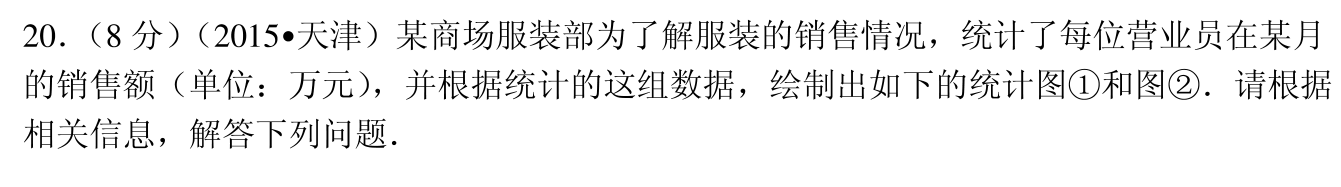 20.（8 分）（2015•天津）某商场服装部为了解服装的销售情况，统计了每位营业员在某月
的销售额（单位：万元），并根据统计的这组数据，绘制出如下的统计图①和图②．请根据
相关信息，解答下列问题．